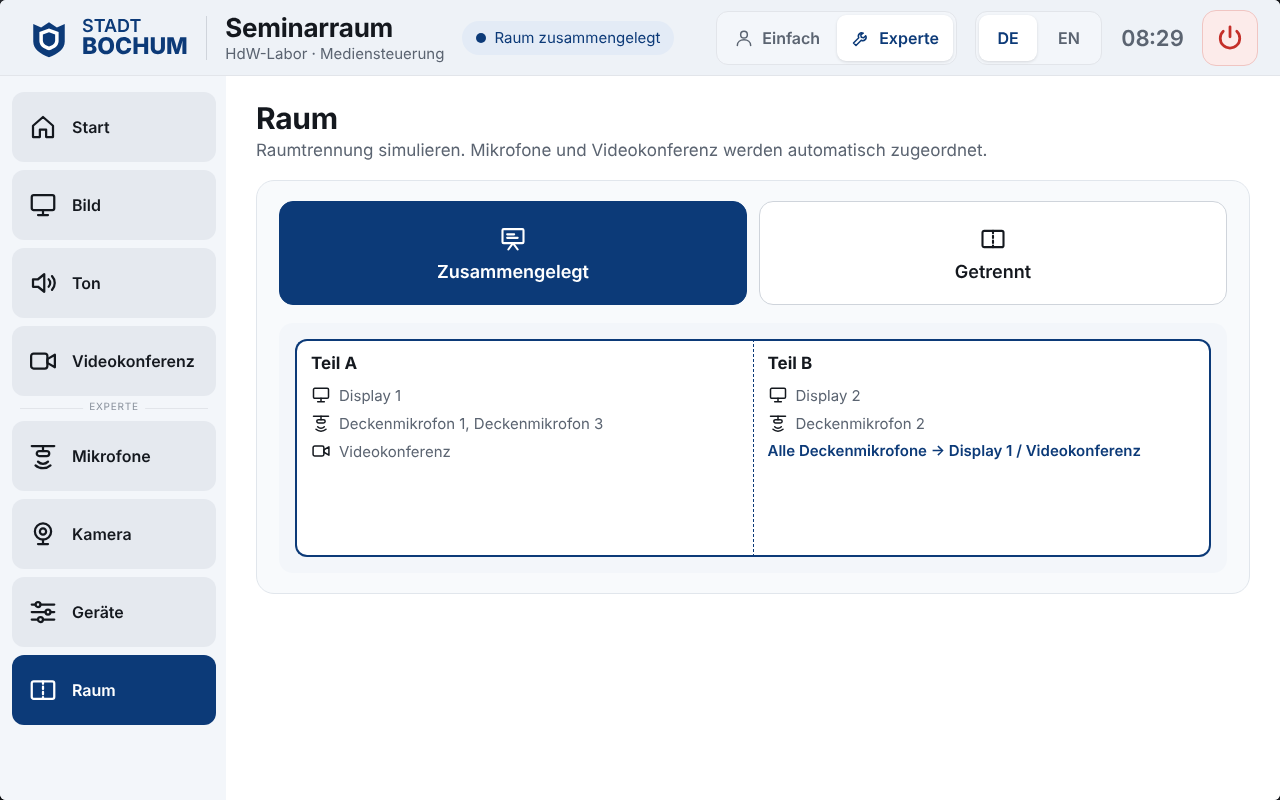 STADT
BOCHUM
Seminarraum
HdW-Labor · Mediensteuerung
Raum zusammengelegt
Einfach
Experte
DE
EN
08:29
Start
Bild
Ton
Videokonferenz
EXPERTE
Mikrofone
Kamera
Geräte
Raum
Raum
Raumtrennung simulieren. Mikrofone und Videokonferenz werden automatisch zugeordnet.
Zusammengelegt
Getrennt
Teil A
Display 1
Deckenmikrofon 1, Deckenmikrofon 3
Videokonferenz
Teil B
Display 2
Deckenmikrofon 2
Alle Deckenmikrofone → Display 1 / Videokonferenz